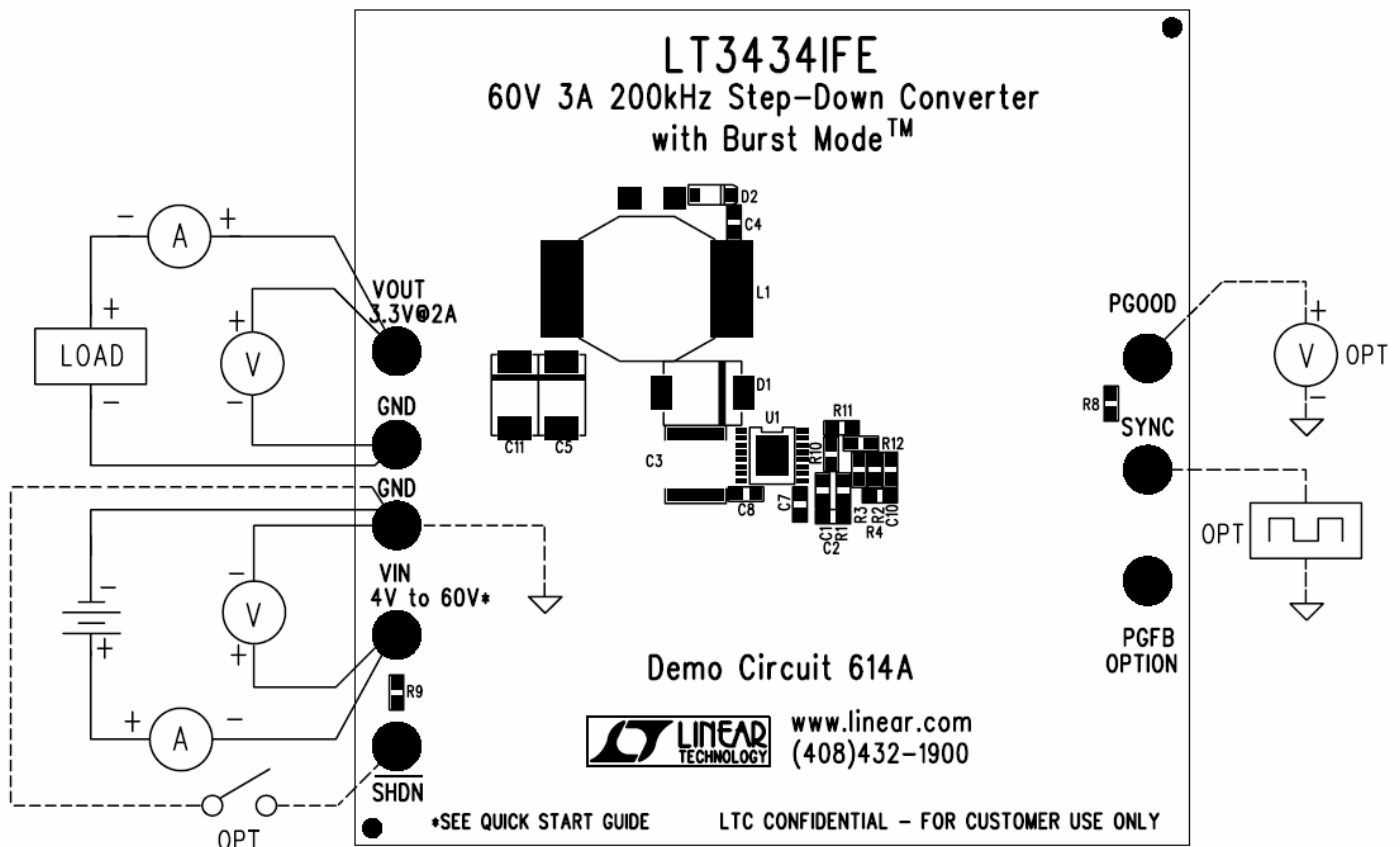 LT3434IFE
60V 3A 200kHz Step-Down Converter
with Burst Mode™
D2
C4
L1
- A +
+
LOAD
-
+
V
-
VOUT
3.3V@2A
GND
GND
VIN
4V to 60V*
-
V
+
-
+
+ A -
R9
SHDN
OPT
C11
C5
D1
C3
U1
C8
C7
R11
R10
R12
C1
C2
R1
R3
R2
R4
C10
PGOOD
R8
SYNC
PGFB
OPTION
+
V OPT
-
OPT
Demo Circuit 614A
LINEAR
TECHNOLOGY
www.linear.com
(408)432-1900
*SEE QUICK START GUIDE
LTC CONFIDENTIAL - FOR CUSTOMER USE ONLY